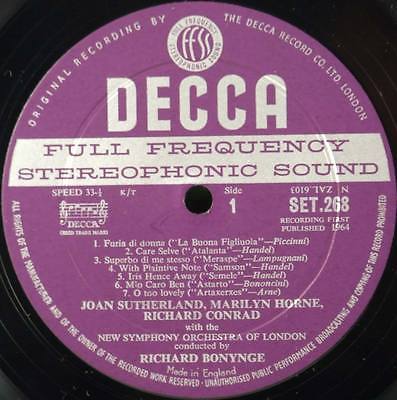 ORIGINAL RECORDING BY THE DECCA RECORD CO. LTD. LONDON
FULL FREQUENCY
ffss
STEREOPHONIC SOUND
DECCA
FULL FREQUENCY
STEREOPHONIC SOUND
SPEED 33-⅓ K/T
DECCA
Side
1
N ZAL.1019£
SET.268
RECORDING FIRST
PUBLISHED 1964
1. Furia di donna ("La Buona Figliuola"—Piccinni)
2. Care Selve ("Atalanta"—Handel)
3. Superbo di me stesso ("Meraspe"—Lampugnani)
4. With Plaintive Note ("Samson"—Handel)
5. Iris Hence Away ("Semele"—Handel)
6. Mio Caro Ben ("Astarto"—Bononcini)
7. O too lovely ("Artaxerxes"—Arne)
JOAN SUTHERLAND, MARILYN HORNE,
RICHARD CONRAD
with the
NEW SYMPHONY ORCHESTRA OF LONDON
conducted by
RICHARD BONYNGE
Made in England
ALL RIGHTS OF THE MANUFACTURER AND OF THE OWNER OF THE RECORDED WORK RESERVED · UNAUTHORISED PUBLIC PERFORMANCE BROADCASTING AND COPYING OF THIS RECORD PROHIBITED